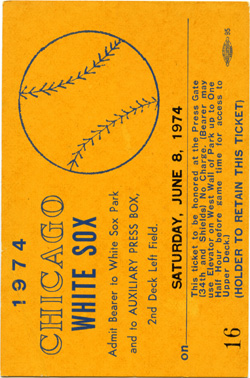 1974
CHICAGO
WHITE SOX
Admit Bearer to White Sox Park
and to AUXILIARY PRESS BOX,
2nd Deck Left Field.
on SATURDAY, JUNE 8, 1974
This ticket to be honored at the Press Gate
(34th and Shields) No Charge. (Bearer may
use Elevator on West Wall of Park up to One
Half Hour before game time for access to
Upper Deck.)
HOLDER TO RETAIN THIS TICKET.
16
95